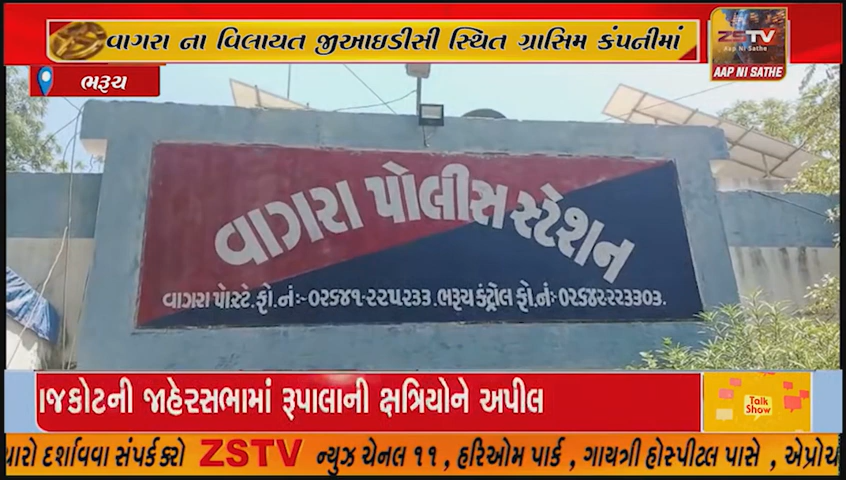 વાગરા ના વિલાયત જીઆઇડીસી સ્થિત ગ્રાસિમ કંપનીમાં
ZSTV
Aap Ni Sathe
AAP NI SATHE
ભરૂચ
વાગરા પોલીસ સ્ટેશન
વાગરા પોસ્ટે. ફો.નં:-૦૨૬૪૧-૨૨૫૨૩૩. ભરૂચ કંટ્રોલ ફો.નં:-૦૨૬૪૨૨૨૩૩૦૩.
જકોટની જાહેરસભામાં રૂપાલાની ક્ષત્રિયોને અપીલ
Talk Show
દર્શાવવા સંપર્ક કરો ZSTV ન્યુઝ ચેનલ ૧૧ , હરિઓમ પાર્ક , ગાયત્રી હોસ્પીટલ પાસે , એપ્રોચ